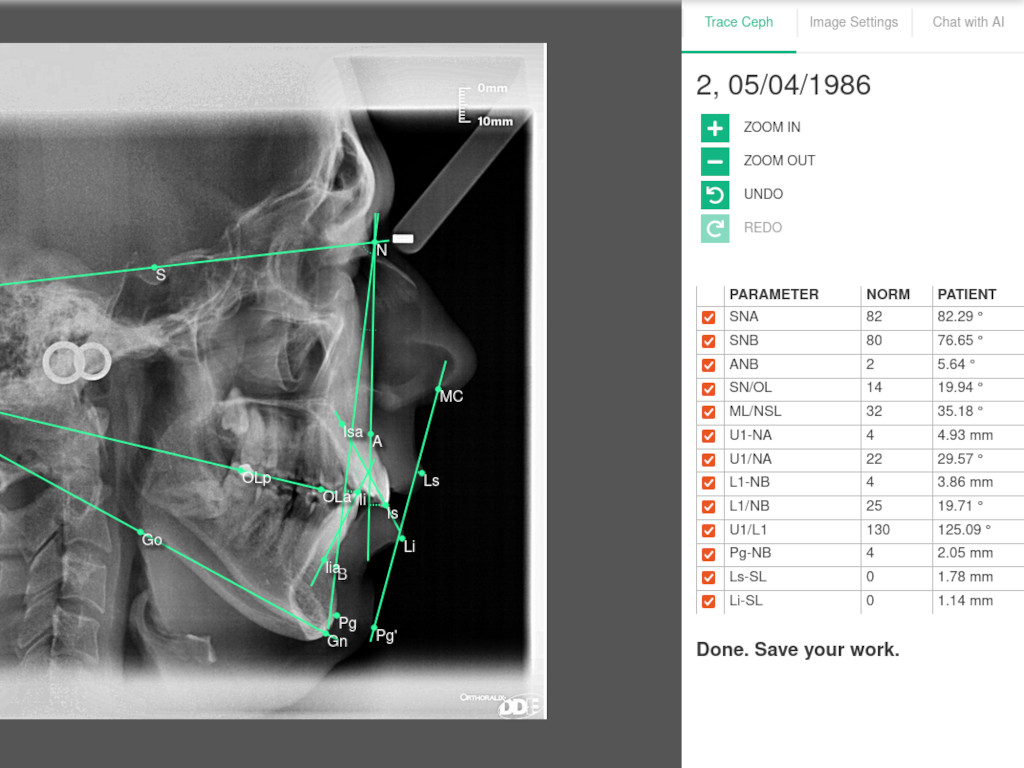 Trace Ceph
Image Settings
Chat with AI
2, 05/04/1986
ZOOM IN
ZOOM OUT
UNDO
REDO
PARAMETER NORM PATIENT
SNA 82 82.29 °
SNB 80 76.65 °
ANB 2 5.64 °
SN/OL 14 19.94 °
ML/NSL 32 35.18 °
U1-NA 4 4.93 mm
U1/NA 22 29.57 °
L1-NB 4 3.86 mm
L1/NB 25 19.71 °
U1/L1 130 125.09 °
Pg-NB 4 2.05 mm
Ls-SL 0 1.78 mm
Li-SL 0 1.14 mm
Done. Save your work.
0mm
10mm
N
S
MC
Isa
A
OLp
Ls
OLa
Ii
Is
Go
Li
Iia
B
Pg
Pg'
Gn
ORTHORALIX
DDE